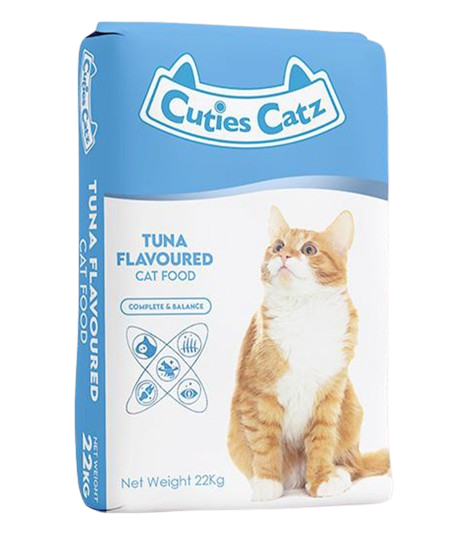 Cuties Catz
TUNA
FLAVOURED
CAT FOOD
COMPLETE & BALANCE
Net Weight 22Kg
Cuties Catz
TUNA FLAVOURED
CAT FOOD
NET WEIGHT
22KG